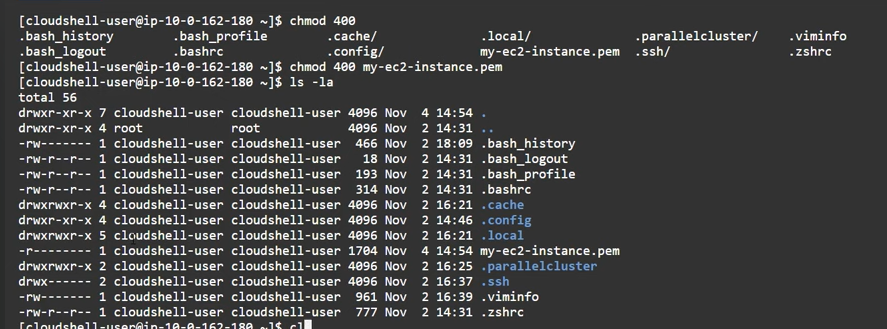 [cloudshell-user@ip-10-0-162-180 ~]$ chmod 400
.bash_history .bash_profile .cache/ .local/ .parallelcluster/ .viminfo
.bash_logout .bashrc .config/ my-ec2-instance.pem .ssh/ .zshrc
[cloudshell-user@ip-10-0-162-180 ~]$ chmod 400 my-ec2-instance.pem
[cloudshell-user@ip-10-0-162-180 ~]$ ls -la
total 56
drwxr-xr-x 7 cloudshell-user cloudshell-user 4096 Nov 4 14:54 .
drwxr-xr-x 4 root root 4096 Nov 2 14:31 ..
-rw------- 1 cloudshell-user cloudshell-user 466 Nov 2 18:09 .bash_history
-rw-r--r-- 1 cloudshell-user cloudshell-user 18 Nov 2 14:31 .bash_logout
-rw-r--r-- 1 cloudshell-user cloudshell-user 193 Nov 2 14:31 .bash_profile
-rw-r--r-- 1 cloudshell-user cloudshell-user 314 Nov 2 14:31 .bashrc
drwxrwxr-x 4 cloudshell-user cloudshell-user 4096 Nov 2 16:21 .cache
drwxr-xr-x 4 cloudshell-user cloudshell-user 4096 Nov 2 14:46 .config
drwxrwxr-x 5 cloudshell-user cloudshell-user 4096 Nov 2 16:21 .local
-r-------- 1 cloudshell-user cloudshell-user 1704 Nov 4 14:54 my-ec2-instance.pem
drwxrwxr-x 2 cloudshell-user cloudshell-user 4096 Nov 2 16:25 .parallelcluster
drwx------ 2 cloudshell-user cloudshell-user 4096 Nov 2 16:37 .ssh
-rw------- 1 cloudshell-user cloudshell-user 961 Nov 2 16:39 .viminfo
-rw-r--r-- 1 cloudshell-user cloudshell-user 777 Nov 2 14:31 .zshrc
[cloudshell-user@ip-10-0-162-180 ~]$ cl